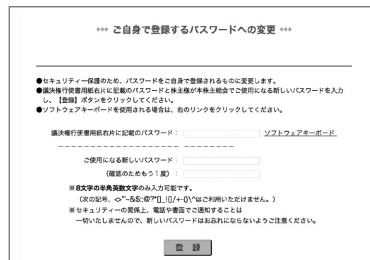 *** ご自身で登録するパスワードへの変更 ***
●セキュリティー保護のため、パスワードをご自身で登録されるものに変更します。
●議決権行使書用紙右片に記載のパスワードと株主様が本株主総会でご使用になる新しいパスワードを入力
し、【登録】ボタンをクリックしてください。
●ソフトウェアキーボードを使用される場合は、右のリンクをクリックしてください。
議決権行使書用紙右片に記載のパスワード： ソフトウェアキーボード
ご使用になる新しいパスワード：
(確認のためもう1度)：
※8文字の半角英数文字のみ入力可能です。
はご利用いただけません。)
※セキュリティーの関係上、電話や書面でご通知することは
一切いたしませんので、新しいパスワードはお忘れにならないようご注意ください。
登 録